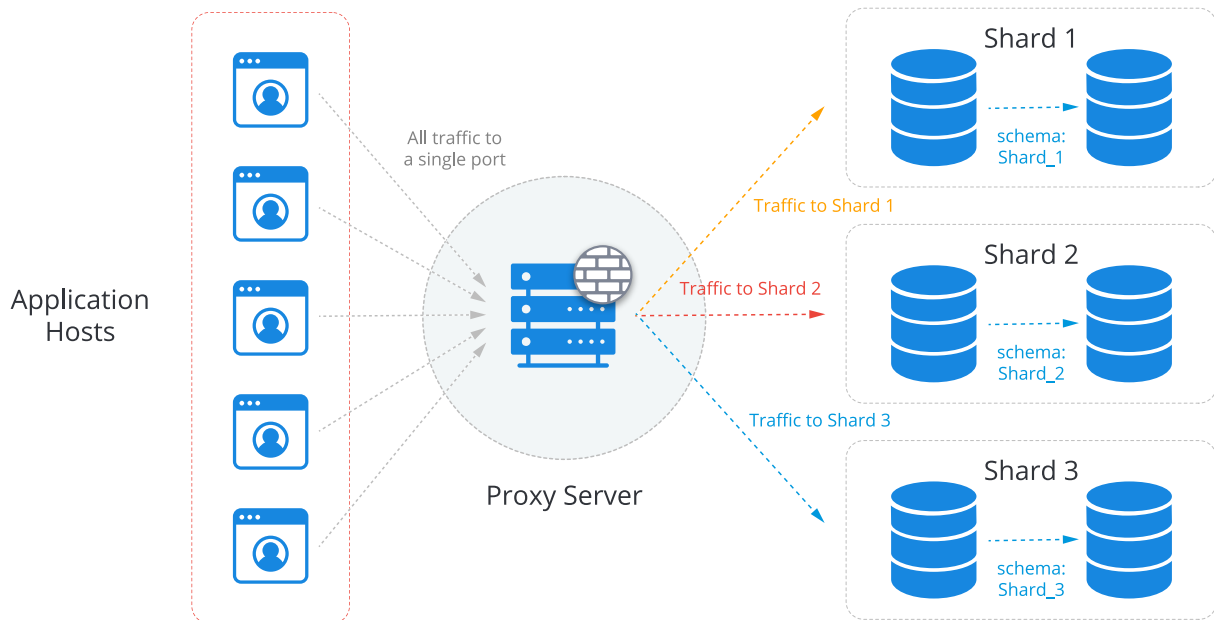 Application
Hosts
All traffic to
a single port
Proxy Server
Traffic to Shard 1
Traffic to Shard 2
Traffic to Shard 3
Shard 1
schema:
Shard_1
Shard 2
schema:
Shard_2
Shard 3
schema:
Shard_3